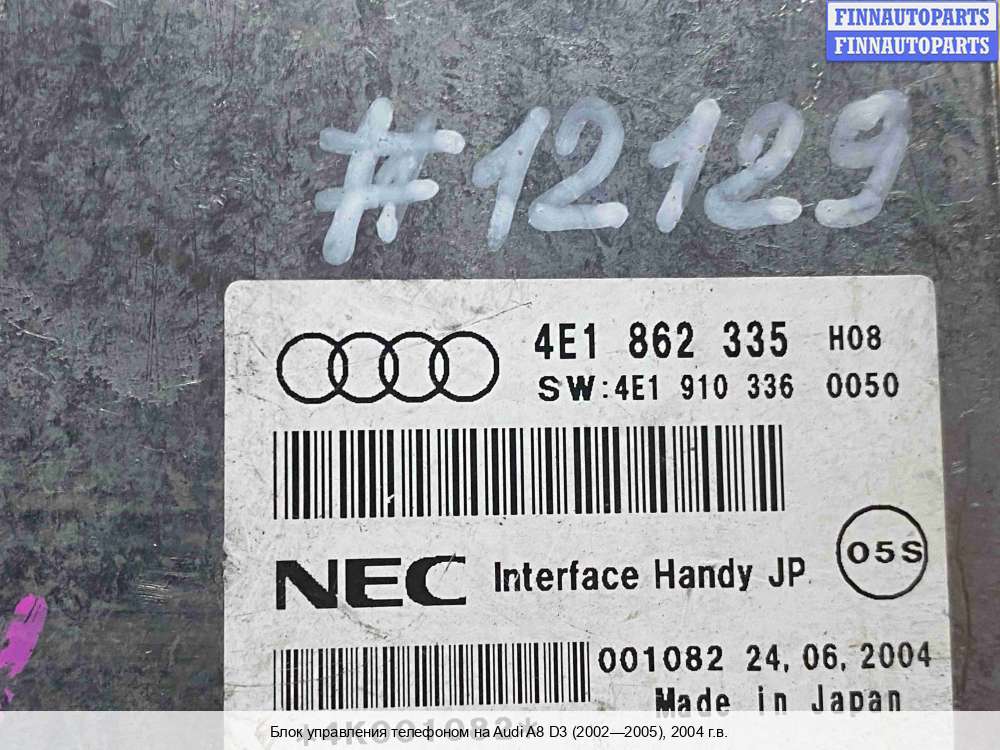 FINNAUTOPARTS
FINNAUTOPARTS
#12129
4E1 862 335 H08
SW:4E1 910 336 0050
NEC Interface Handy JP 05S
001082 24.06.2004
Made in Japan
*4K001082*
Блок управления телефоном на Audi A8 D3 (2002—2005), 2004 г.в.